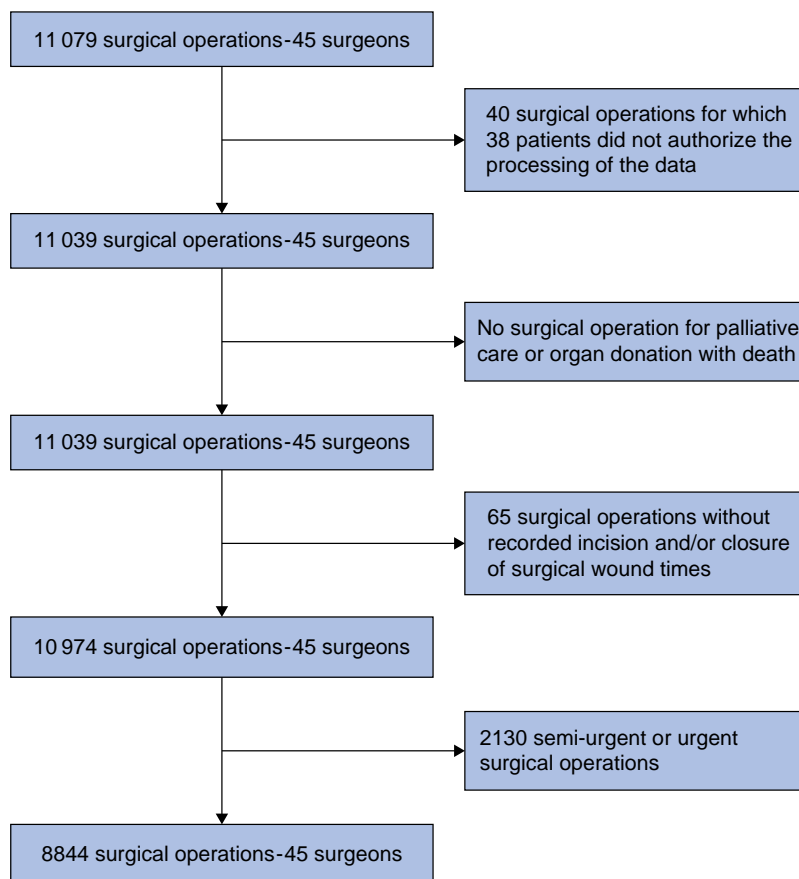 11 079 surgical operations-45 surgeons
40 surgical operations for which
38 patients did not authorize the
processing of the data
11 039 surgical operations-45 surgeons
No surgical operation for palliative
care or organ donation with death
11 039 surgical operations-45 surgeons
65 surgical operations without
recorded incision and/or closure
of surgical wound times
10 974 surgical operations-45 surgeons
2130 semi-urgent or urgent
surgical operations
8844 surgical operations-45 surgeons